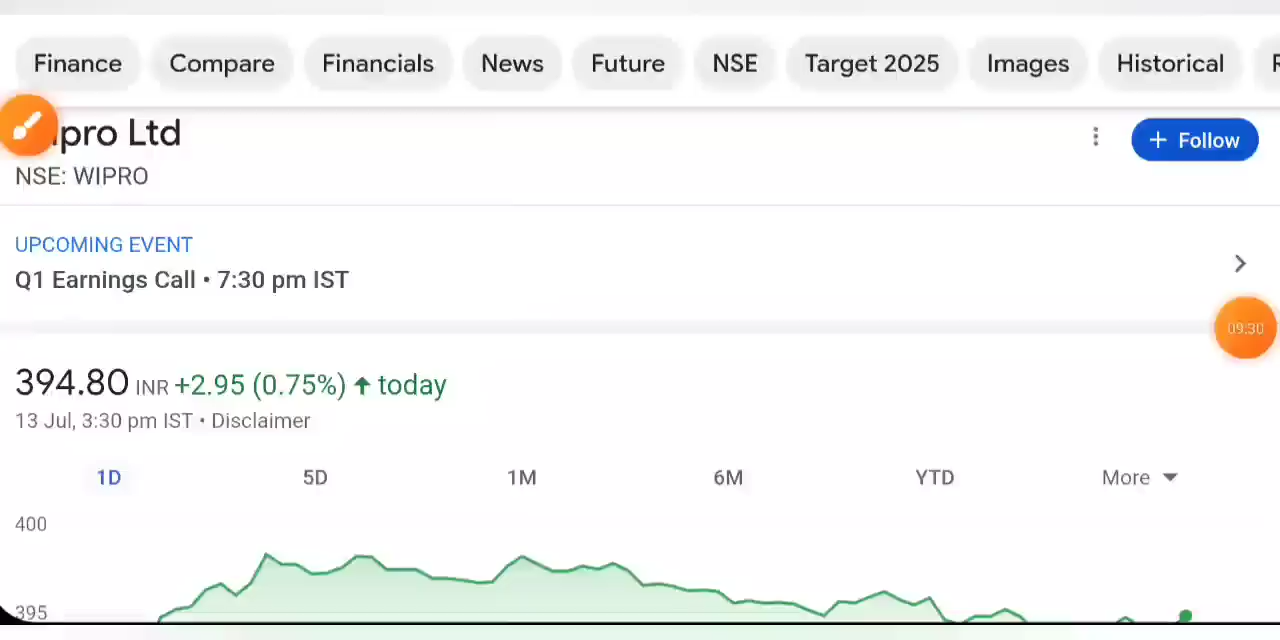 Finance Compare Financials News Future NSE Target 2025 Images Historical
pro Ltd
NSE: WIPRO
+ Follow
UPCOMING EVENT
Q1 Earnings Call • 7:30 pm IST
09:30
394.80 INR +2.95 (0.75%) ↑ today
13 Jul, 3:30 pm IST • Disclaimer
1D 5D 1M 6M YTD More
400
395